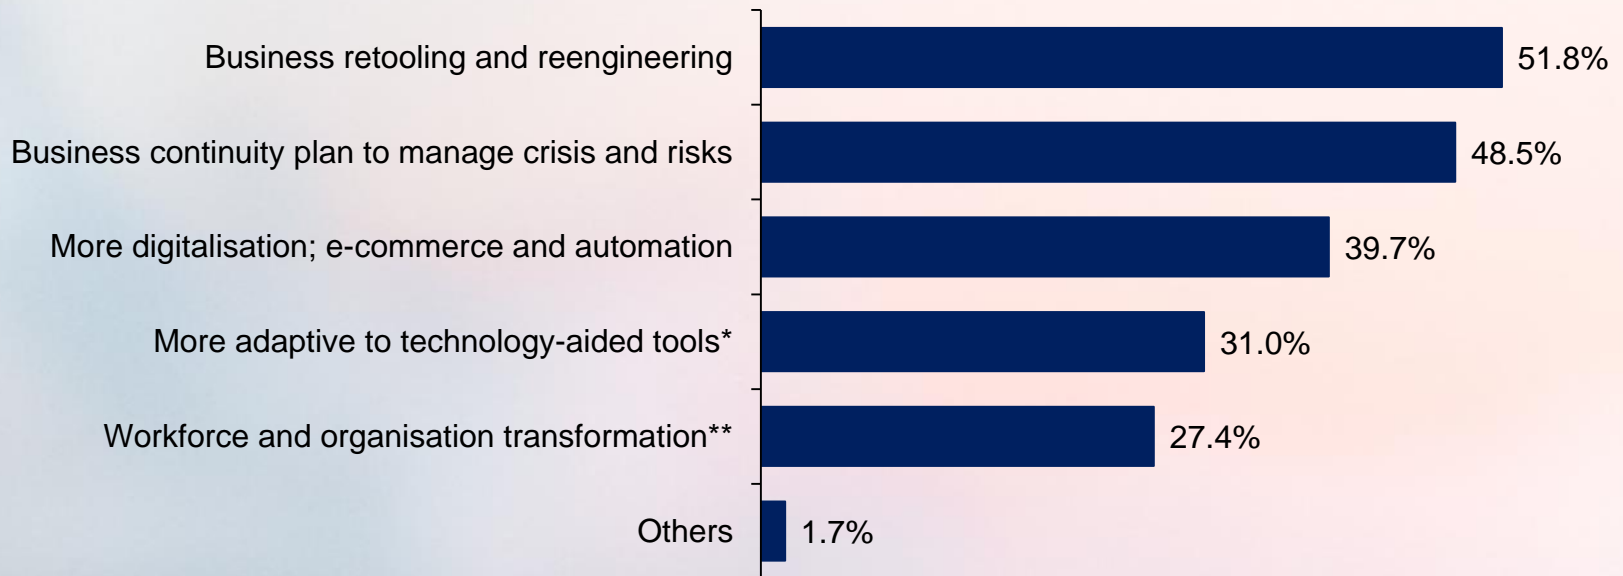 Business retooling and reengineering 51.8%
Business continuity plan to manage crisis and risks 48.5%
More digitalisation; e-commerce and automation 39.7%
More adaptive to technology-aided tools* 31.0%
Workforce and organisation transformation** 27.4%
Others 1.7%